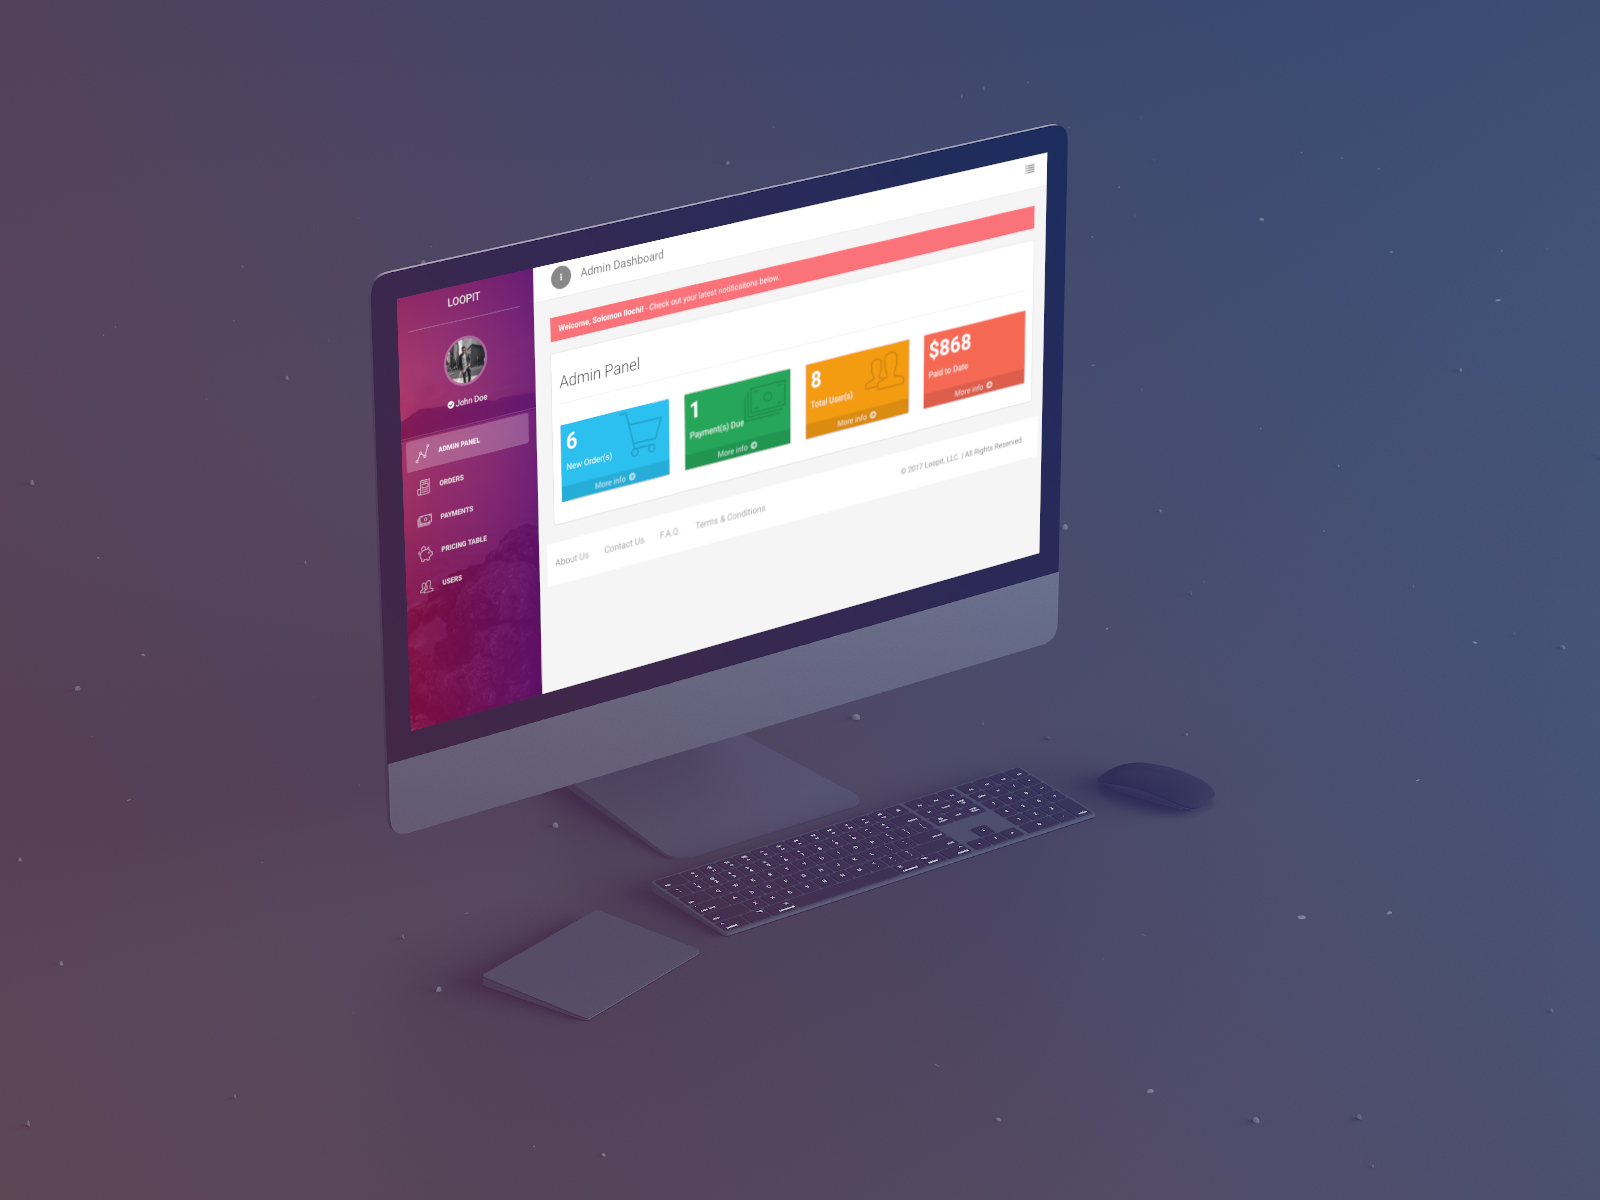 LOOPIT
John Doe
ADMIN PANEL
ORDERS
PAYMENTS
PRICING TABLE
USERS
Admin Dashboard
Welcome, Solomon Ilochi! - Check out your latest notificaitons below.
Admin Panel
6
New Order(s)
More info
1
Payment(s) Due
More info
8
Total User(s)
More info
$868
Paid to Date
More info
© 2017 Loopit, LLC. | All Rights Reserved
About Us Contact Us F.A.Q. Terms & Conditions